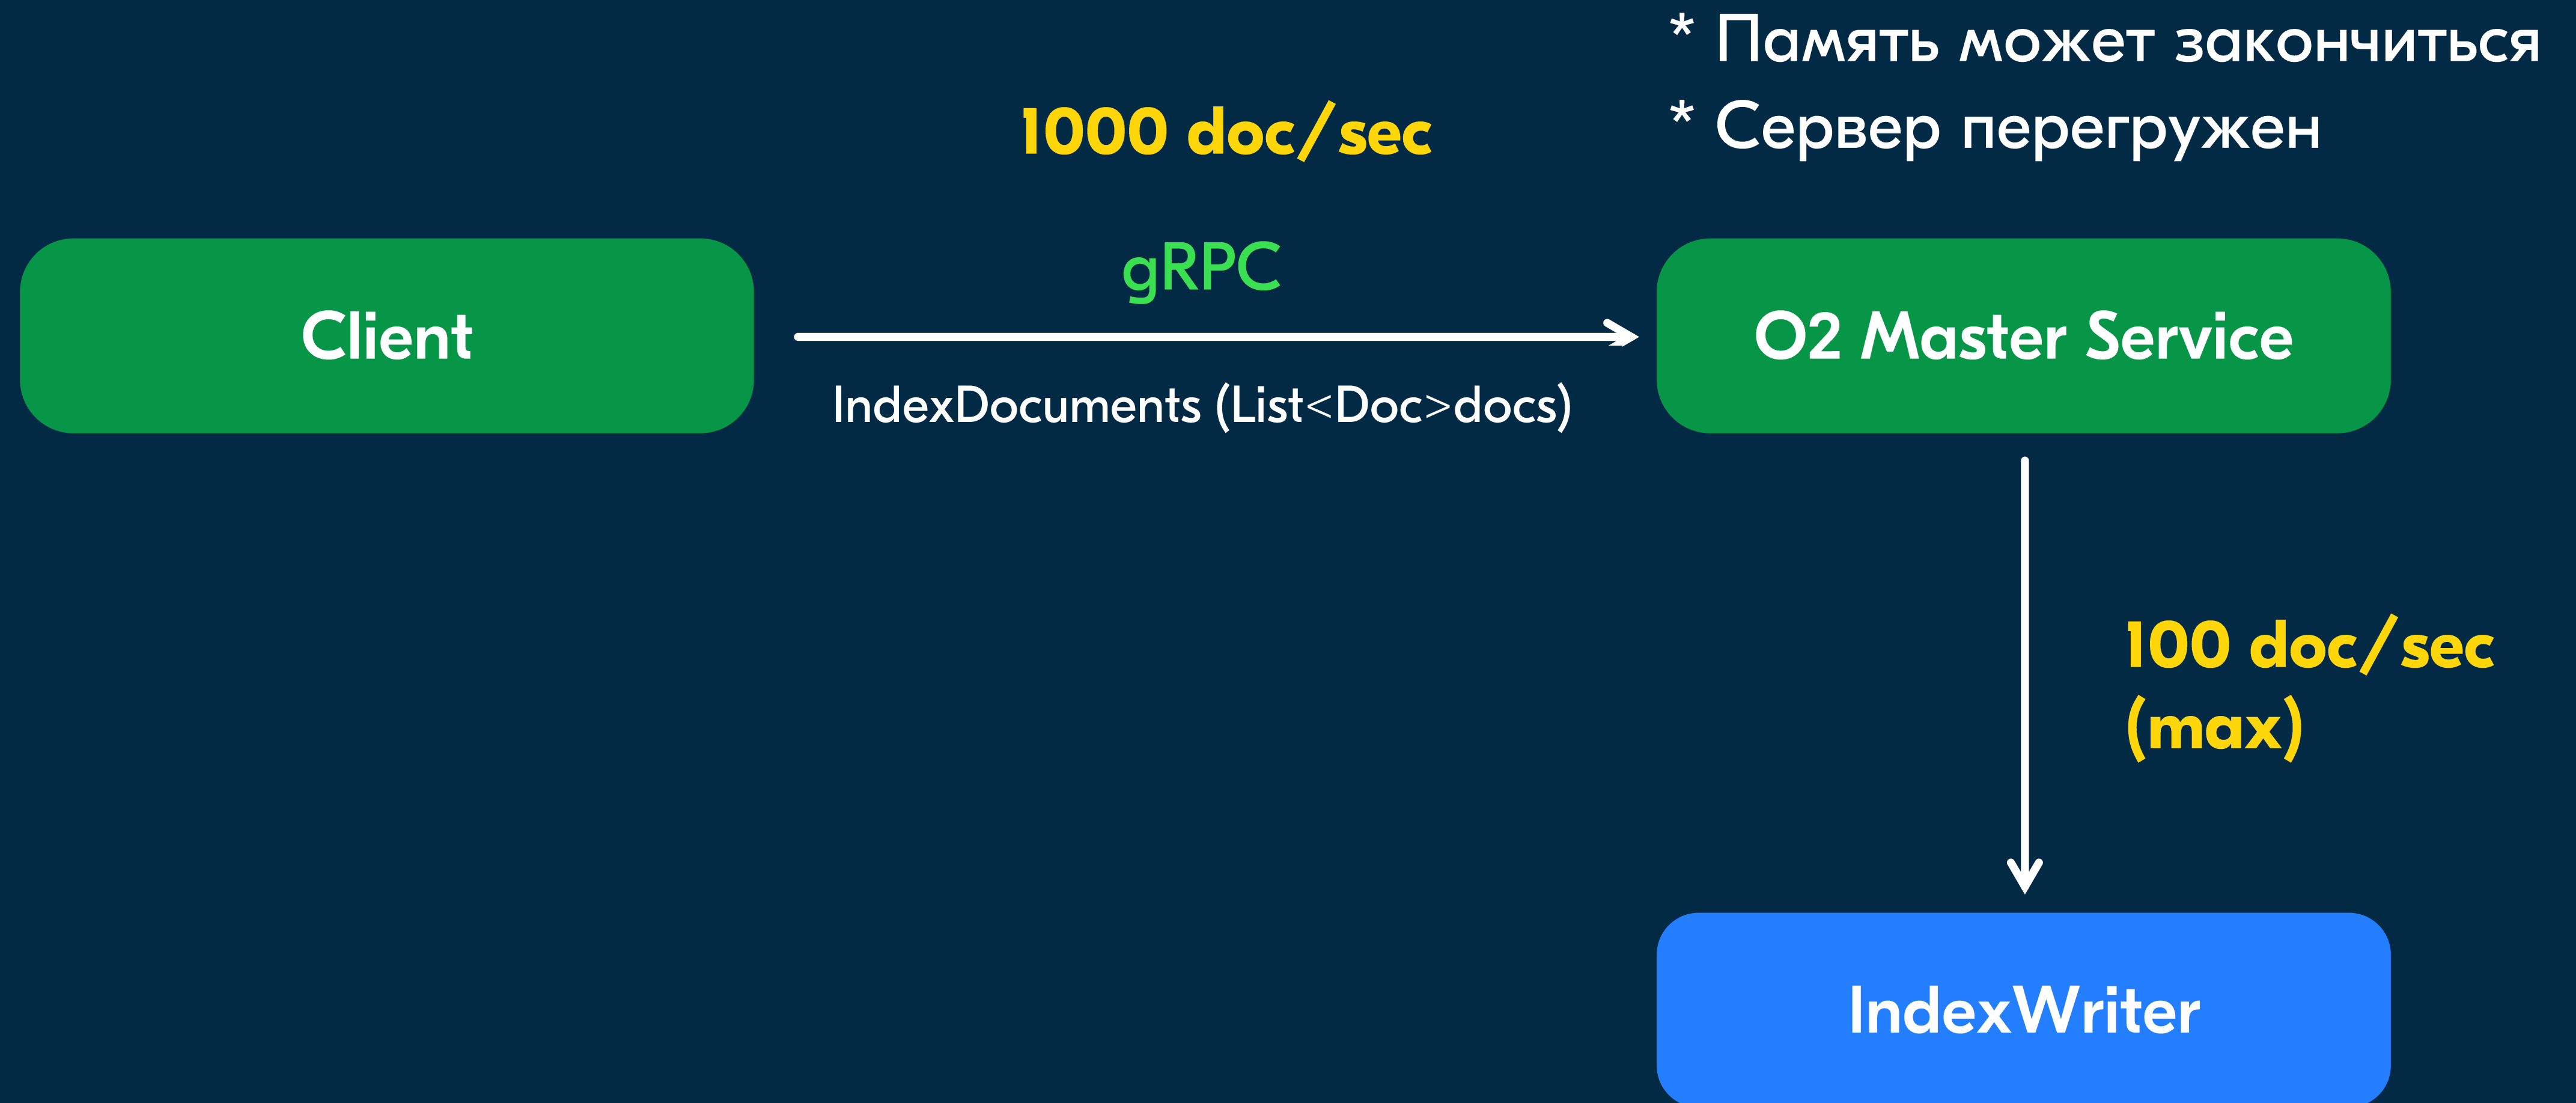 * Память может закончиться
* Сервер перегружен
1000 doc/sec
gRPC
Client
O2 Master Service
IndexDocuments (List<Doc>docs)
100 doc/sec
(max)
IndexWriter